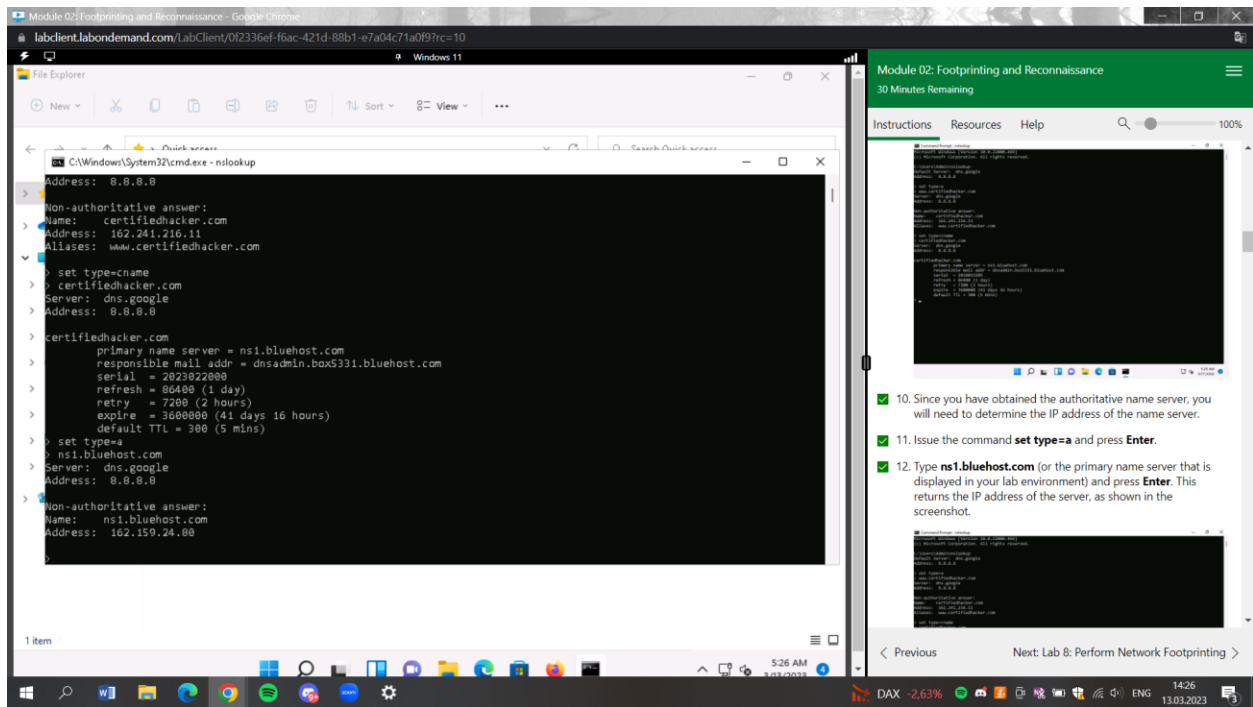 Module 02: Footprinting and Reconnaissance - Google Chrome
labclient.labondemand.com/LabClient/0f2336ef-f6ac-421d-88b1-e7a04c71a0f9?rc=10
Windows 11
File Explorer
New
Sort
View
Quick access
Search Quick access
C:\Windows\System32\cmd.exe - nslookup
Address: 8.8.8.8
Non-authoritative answer:
Name: certifiedhacker.com
Address: 162.241.216.11
Aliases: www.certifiedhacker.com
> set type=cname
> certifiedhacker.com
Server: dns.google
Address: 8.8.8.8
certifiedhacker.com
primary name server = ns1.bluehost.com
responsible mail addr = dnsadmin.box5331.bluehost.com
serial = 2023022000
refresh = 86400 (1 day)
retry = 7200 (2 hours)
expire = 3600000 (41 days 16 hours)
default TTL = 300 (5 mins)
> set type=a
> ns1.bluehost.com
Server: dns.google
Address: 8.8.8.8
Non-authoritative answer:
Name: ns1.bluehost.com
Address: 162.159.24.80
>
1 item
5:26 AM
3/13/2023
4
Module 02: Footprinting and Reconnaissance
30 Minutes Remaining
Instructions Resources Help 100%
10. Since you have obtained the authoritative name server, you
will need to determine the IP address of the name server.
11. Issue the command set type=a and press Enter.
12. Type ns1.bluehost.com (or the primary name server that is
displayed in your lab environment) and press Enter. This
returns the IP address of the server, as shown in the
screenshot.
< Previous
Next: Lab 8: Perform Network Footprinting >
zoom
DAX -2,63%
ENG
14:26
13.03.2023
3